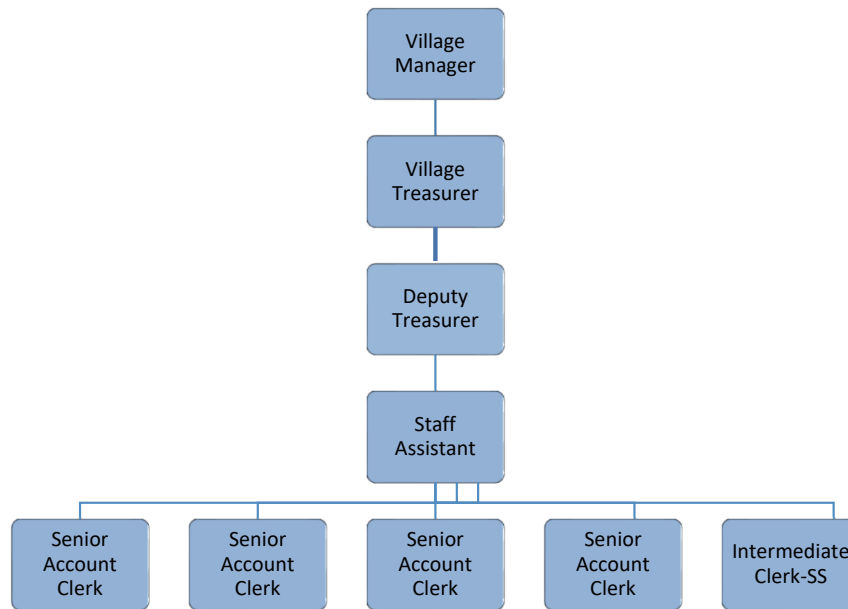 Village
Manager
Village
Treasurer
Deputy
Treasurer
Staff
Assistant
Senior
Account
Clerk
Senior
Account
Clerk
Senior
Account
Clerk
Senior
Account
Clerk
Intermediate
Clerk-SS